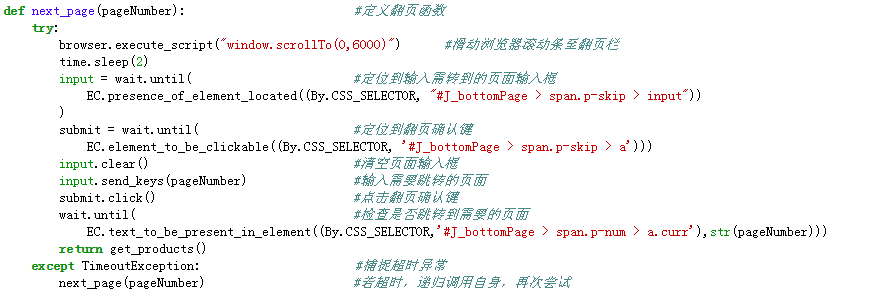 def next_page(pageNumber): #定义翻页函数
try:
browser.execute_script("window.scrollTo(0,6000)") #滑动浏览器滚动条至翻页栏
time.sleep(2)
input = wait.until( #定位到输入需转到的页面输入框
EC.presence_of_element_located((By.CSS_SELECTOR, "#J_bottomPage > span.p-skip > input"))
)
submit = wait.until( #定位到翻页确认键
EC.element_to_be_clickable((By.CSS_SELECTOR, '#J_bottomPage > span.p-skip > a')))
input.clear() #清空页面输入框
input.send_keys(pageNumber) #输入需要跳转的页面
submit.click() #点击翻页确认键
wait.until( #检查是否跳转到需要的页面
EC.text_to_be_present_in_element((By.CSS_SELECTOR,'#J_bottomPage > span.p-num > a.curr'),str(pageNumber)))
return get_products()
except TimeoutException: #捕捉超时异常
next_page(pageNumber) #若超时，递归调用自身，再次尝试